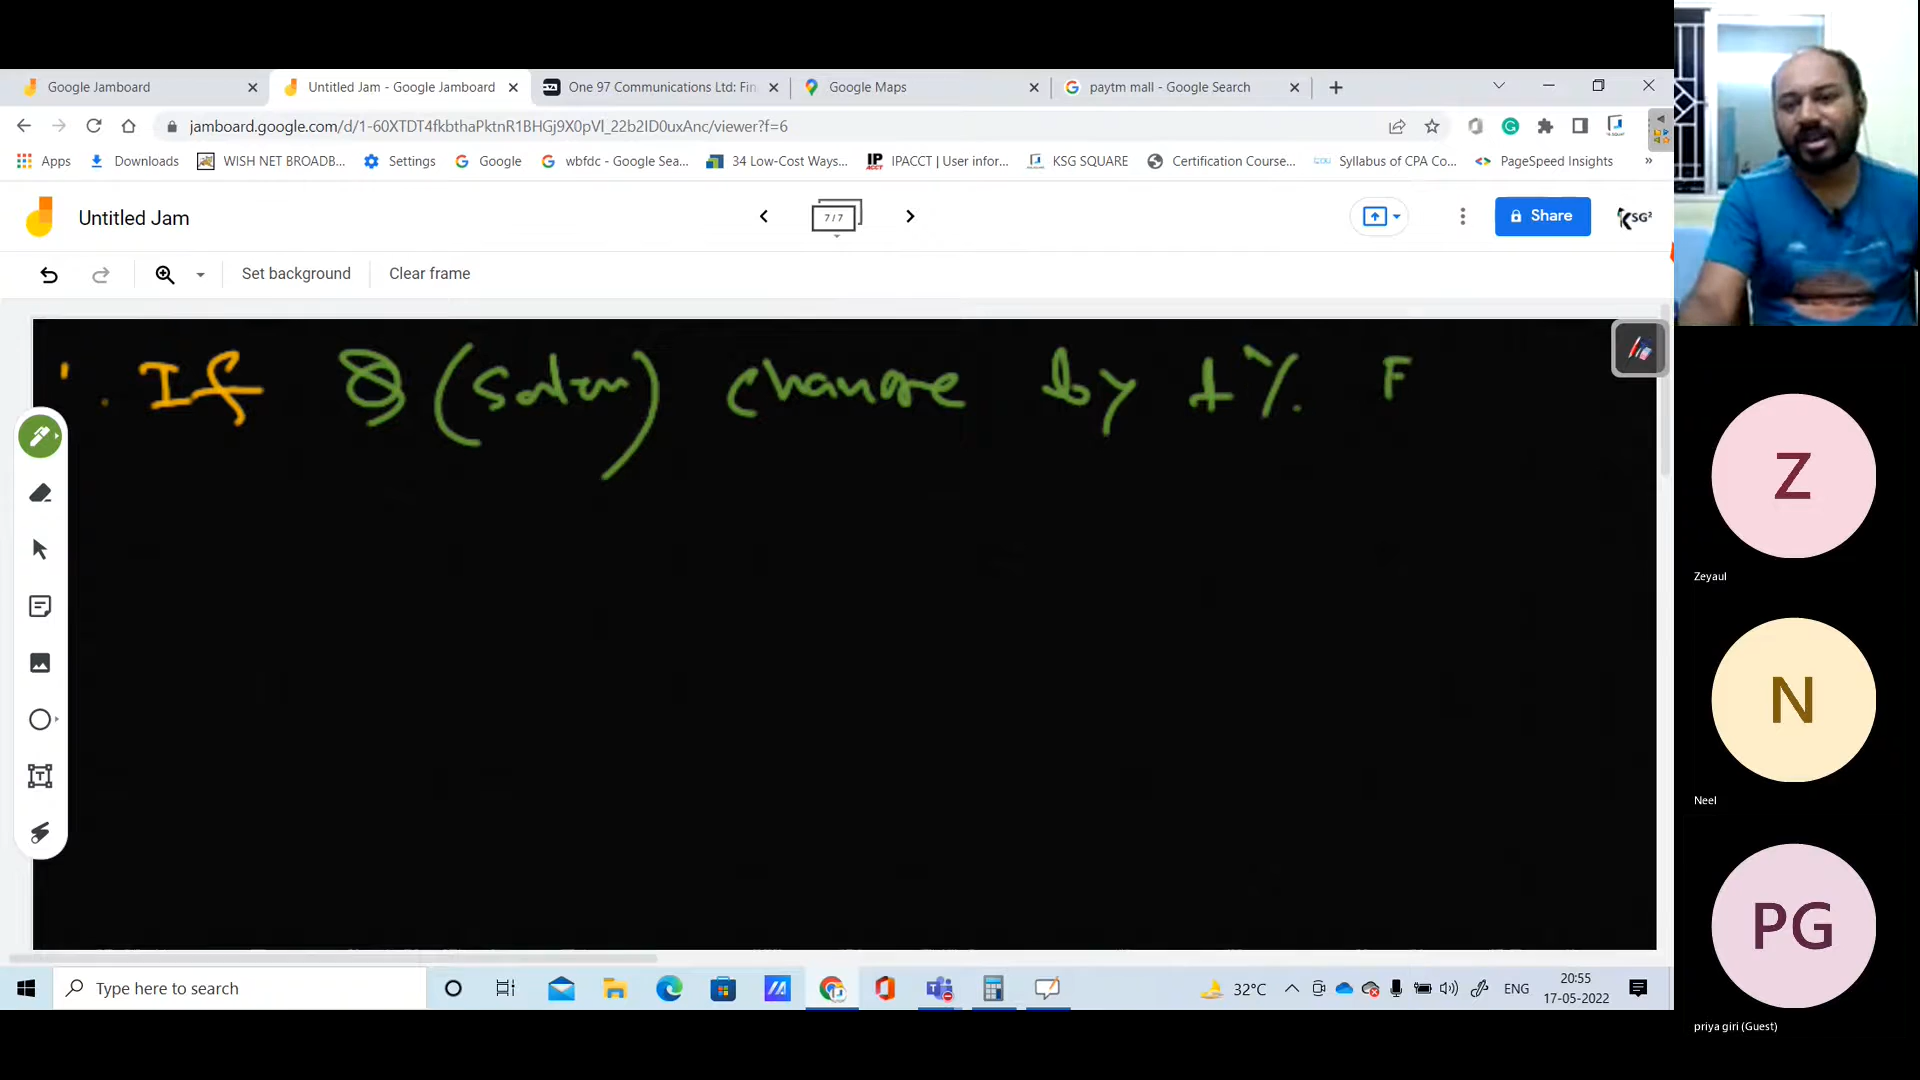 Google Jamboard
Untitled Jam - Google Jamboard
One 97 Communications Ltd: Fin
Google Maps
paytm mall - Google Search
jamboard.google.com/d/1-60XTDT4fkbthaPktnR1BHGj9X0pVl_22b2ID0uxAnc/viewer?f=6
Apps Downloads WISH NET BROADB... Settings Google wbfdc - Google Sea... 34 Low-Cost Ways... IPACCT | User infor... KSG SQUARE Certification Course... Syllabus of CPA Co... PageSpeed Insights »
Untitled Jam
7 / 7
Share
KSG²
Set background Clear frame
If Q (Sales) change by 1% F
Z
Zeyaul
N
Neel
PG
priya giri (Guest)
Type here to search
32°C
ENG
20:55
17-05-2022